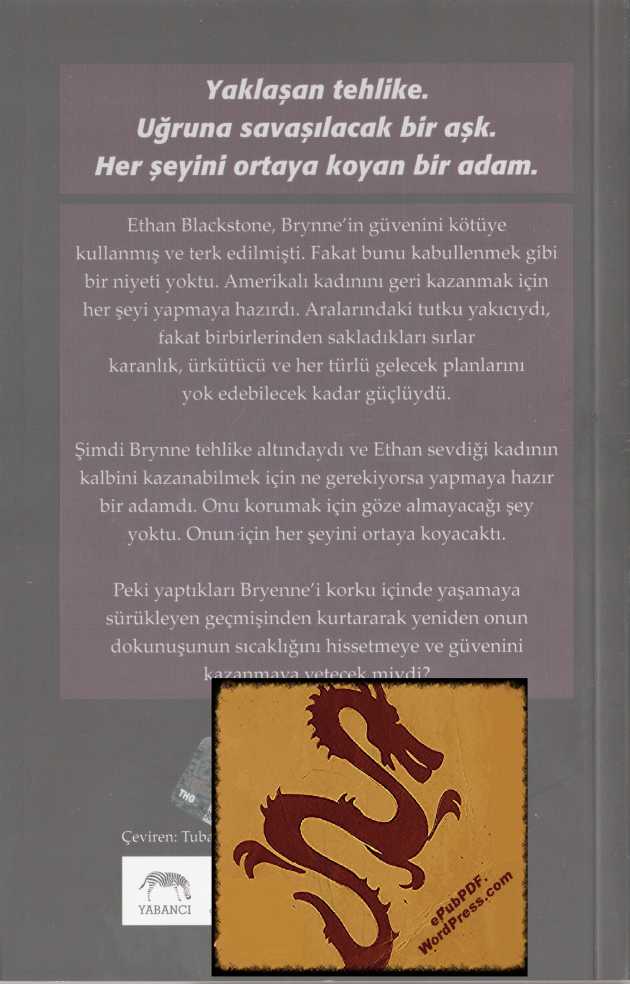 Yaklaşan tehlike.
Uğruna savaşılacak bir aşk.
Her şeyini ortaya koyan bir adam.
Ethan Blackstone, Brynne'in güvenini kötüye
kullanmış ve terk edilmişti. Fakat bunu kabullenmek gibi
bir niyeti yoktu. Amerikalı kadınını geri kazanmak için
her şeyi yapmaya hazırdı. Aralarındaki tutku yakıcıydı,
fakat birbirlerinden sakladıkları sırlar
karanlık, ürkütücü ve her türlü gelecek planlarını
yok edebilecek kadar güçlüydü.
Şimdi Brynne tehlike altındaydı ve Ethan sevdiği kadının
kalbini kazanabilmek için ne gerekiyorsa yapmaya hazır
bir adamdı. Onu korumak için göze almayacağı şey
yoktu. Onun için her şeyini ortaya koyacaktı.
Peki yaptıkları Bryenne'i korku içinde yaşamaya
sürükleyen geçmişinden kurtararak yeniden onun
dokunuşunun sıcaklığını hissetmeye ve güvenini
kazanmaya yetecek miydi?
THO
Çeviren: Tuba
YABANCI
ePubPDF.
WordPress.com